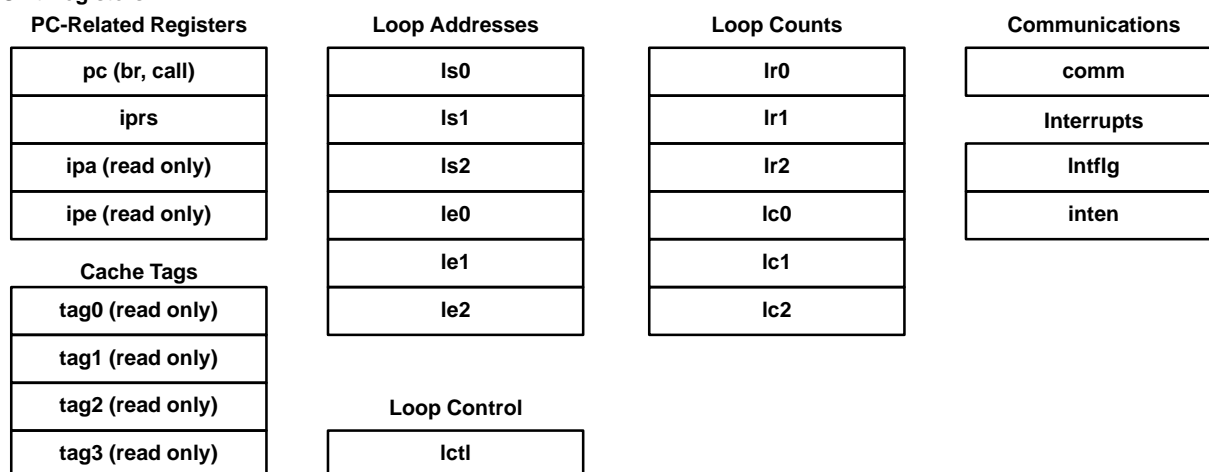 PC-Related Registers
pc (br, call)
iprs
ipa (read only)
ipe (read only)
Cache Tags
tag0 (read only)
tag1 (read only)
tag2 (read only)
tag3 (read only)
Loop Addresses
ls0
ls1
ls2
le0
le1
le2
Loop Control
lctl
Loop Counts
lr0
lr1
lr2
lc0
lc1
lc2
Communications
comm
Interrupts
Intflg
inten